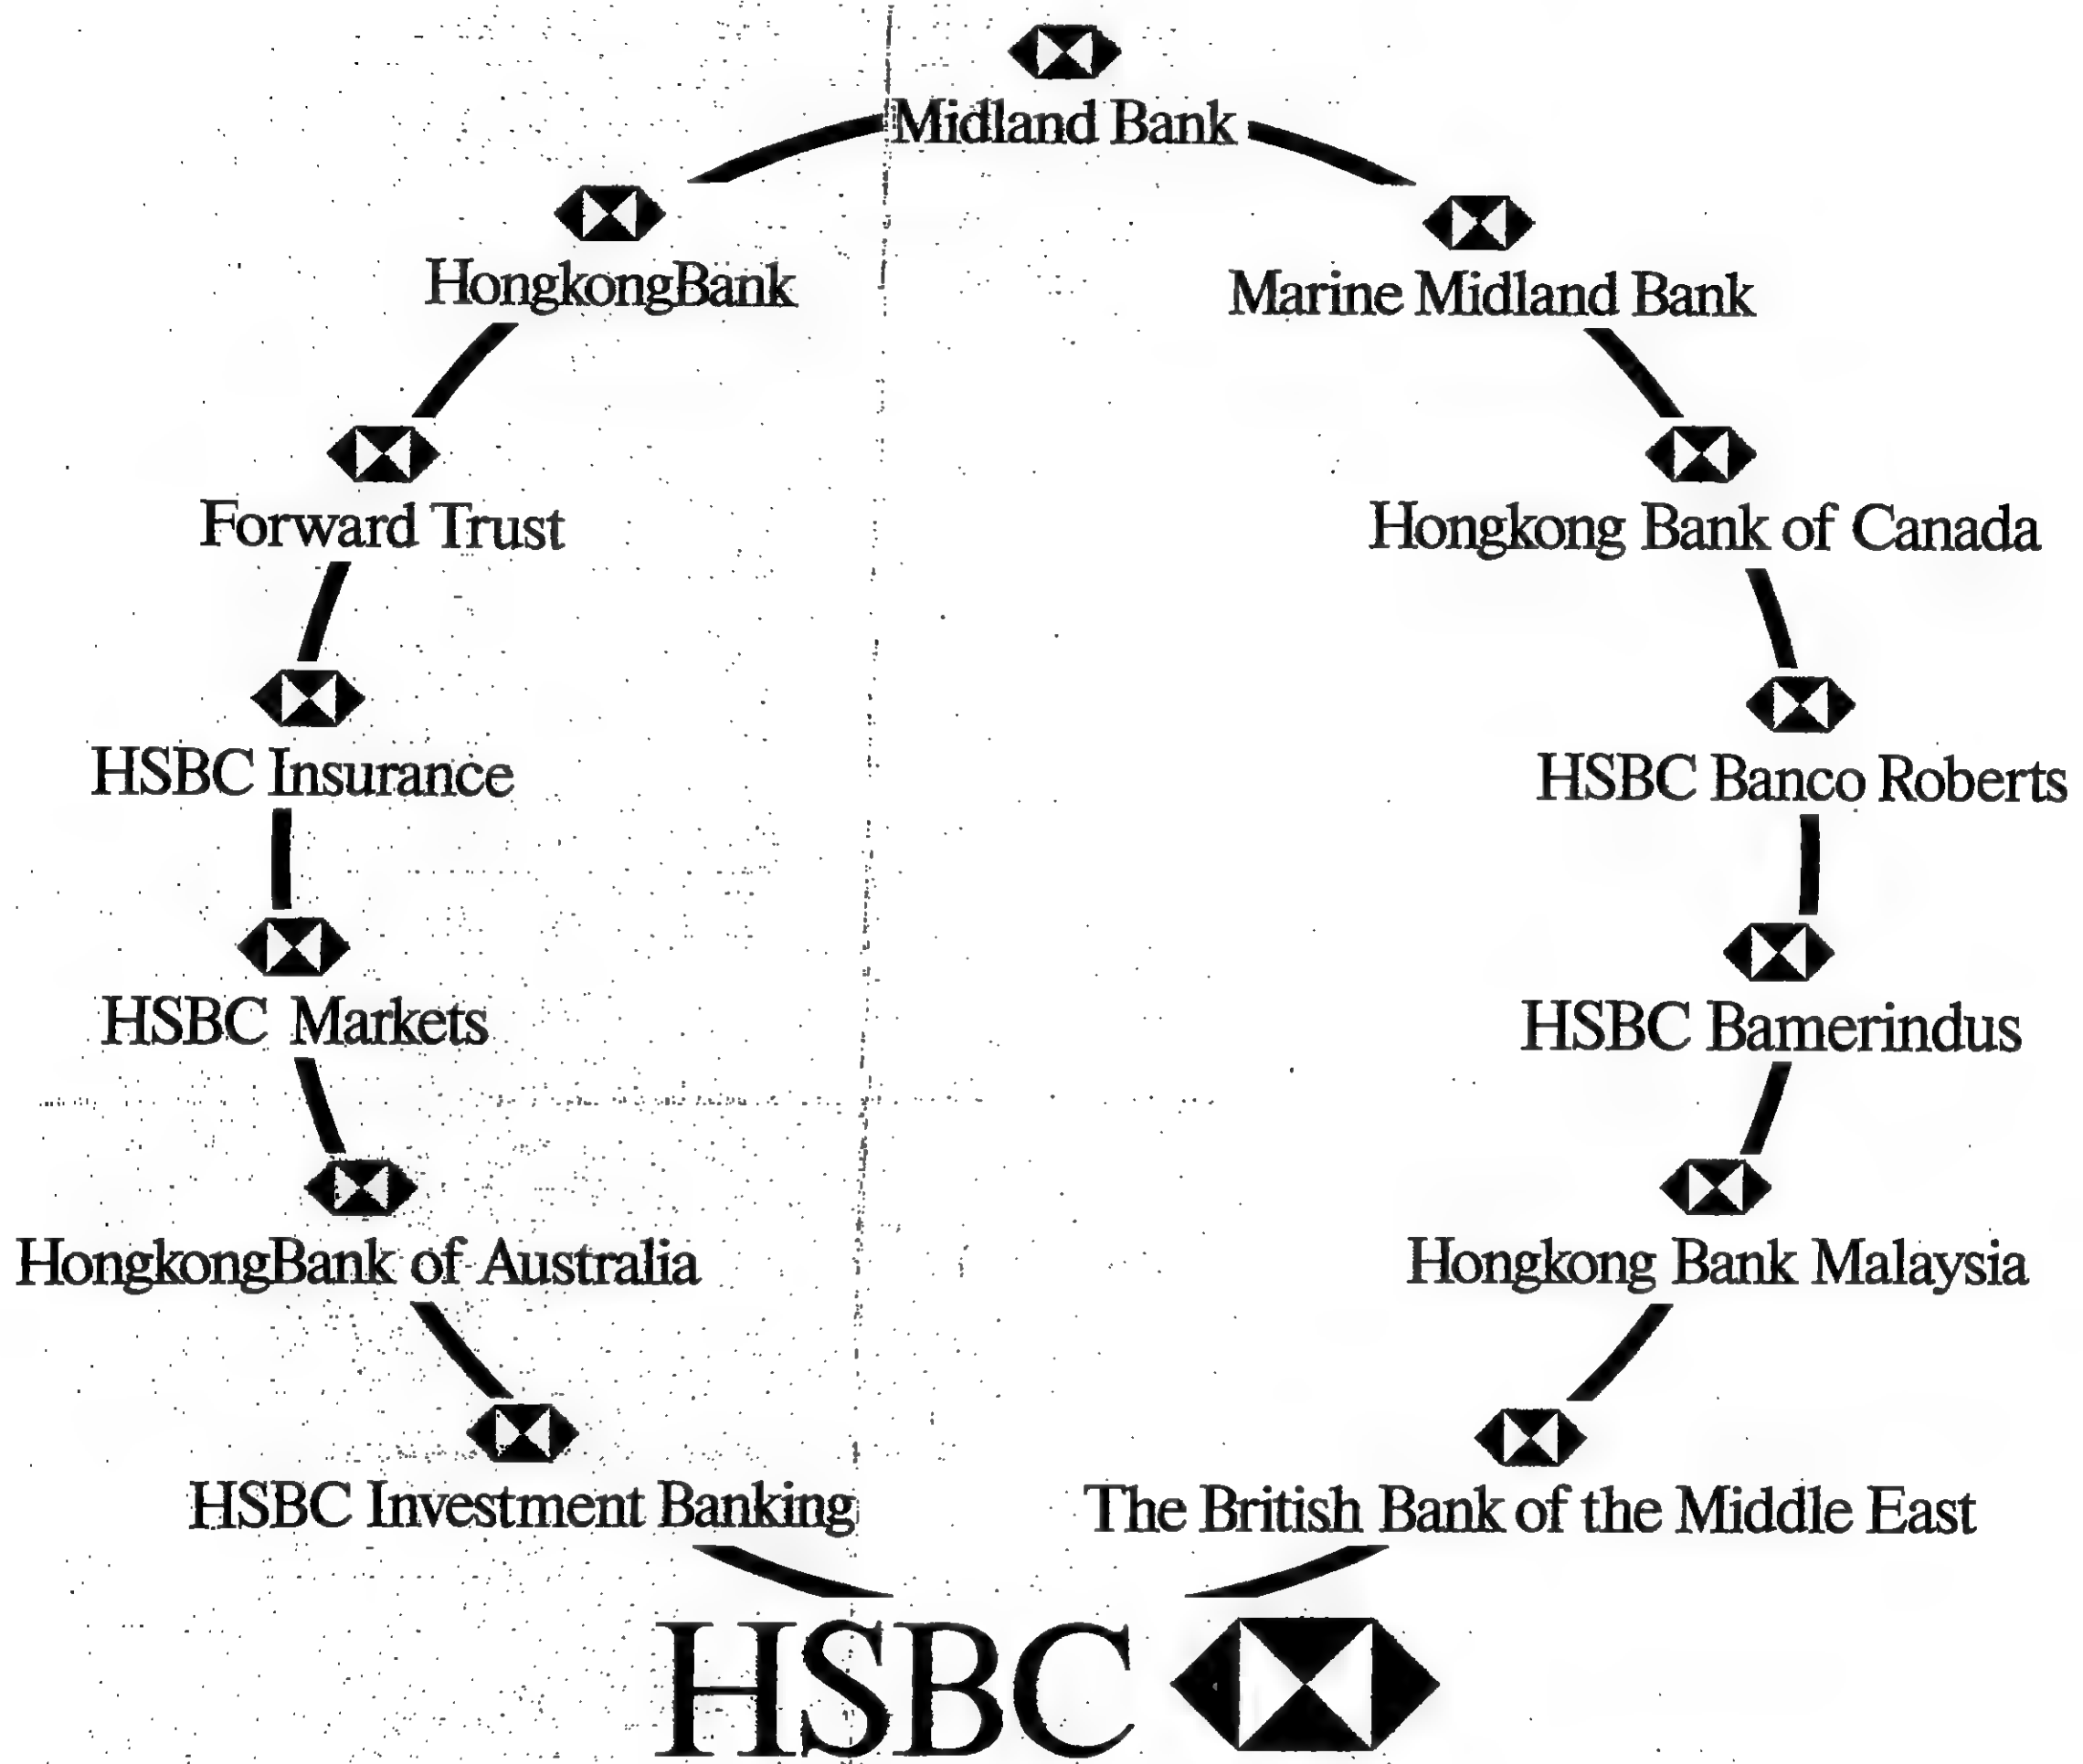 Midland Bank
HongkongBank
Marine Midland Bank
Forward Trust
Hongkong Bank of Canada
HSBC Insurance
HSBC Banco Roberts
HSBC Markets
HSBC Bamerindus
HongkongBank of Australia
Hongkong Bank Malaysia
HSBC Investment Banking
The British Bank of the Middle East
HSBC